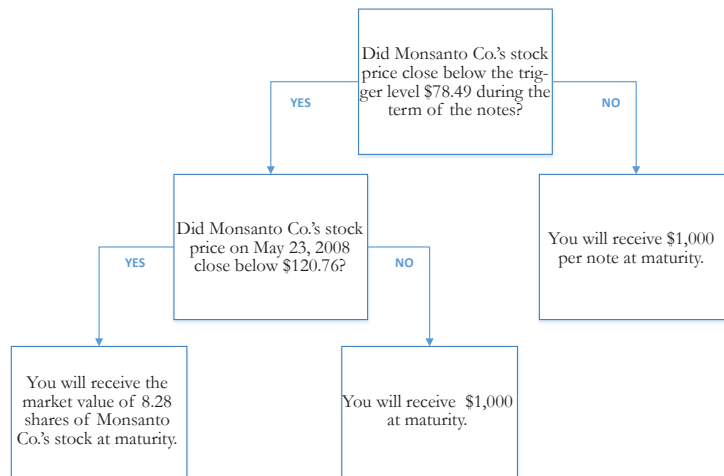 Did Monsanto Co.'s stock
price close below the trig-
ger level $78.49 during the
term of the notes?
YES
NO
Did Monsanto Co.'s stock
price on May 23, 2008
close below $120.76?
You will receive $1,000
per note at maturity.
YES
NO
You will receive the
market value of 8.28
shares of Monsanto
Co.'s stock at maturity.
You will receive $1,000
at maturity.